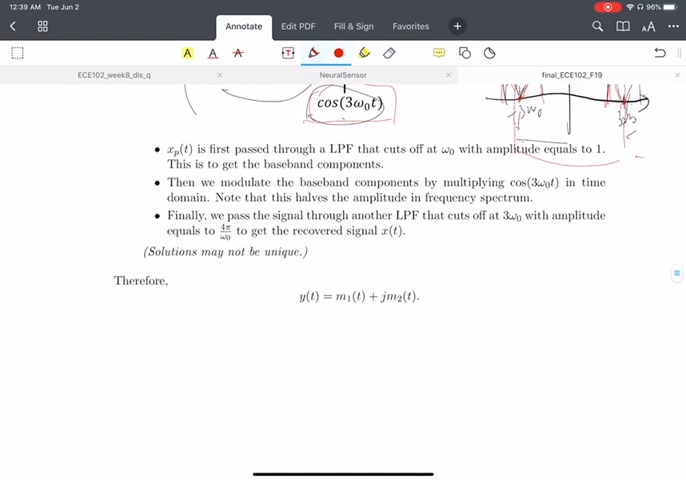 12:39 AM Tue Jun 2
96%
Annotate
Edit PDF
Fill & Sign
Favorites
ECE102_week8_dis_q
NeuralSensor
final_ECE102_F19
cos(3ω₀t)
-3ω₀
• xₚ(t) is first passed through a LPF that cuts off at ω₀ with amplitude equals to 1.
This is to get the baseband components.
• Then we modulate the baseband components by multiplying cos(3ω₀t) in time
domain. Note that this halves the amplitude in frequency spectrum.
• Finally, we pass the signal through another LPF that cuts off at 3ω₀ with amplitude
equals to 4π/ω₀ to get the recovered signal x(t).
(Solutions may not be unique.)
Therefore,
y(t) = m₁(t) + jm₂(t).